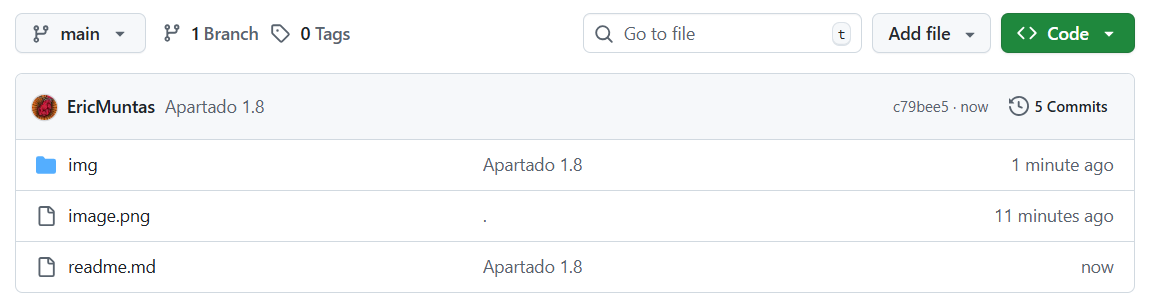 main 1 Branch 0 Tags Go to file t Add file Code
EricMuntas Apartado 1.8 c79bee5 · now 5 Commits
img Apartado 1.8 1 minute ago
image.png . 11 minutes ago
readme.md Apartado 1.8 now